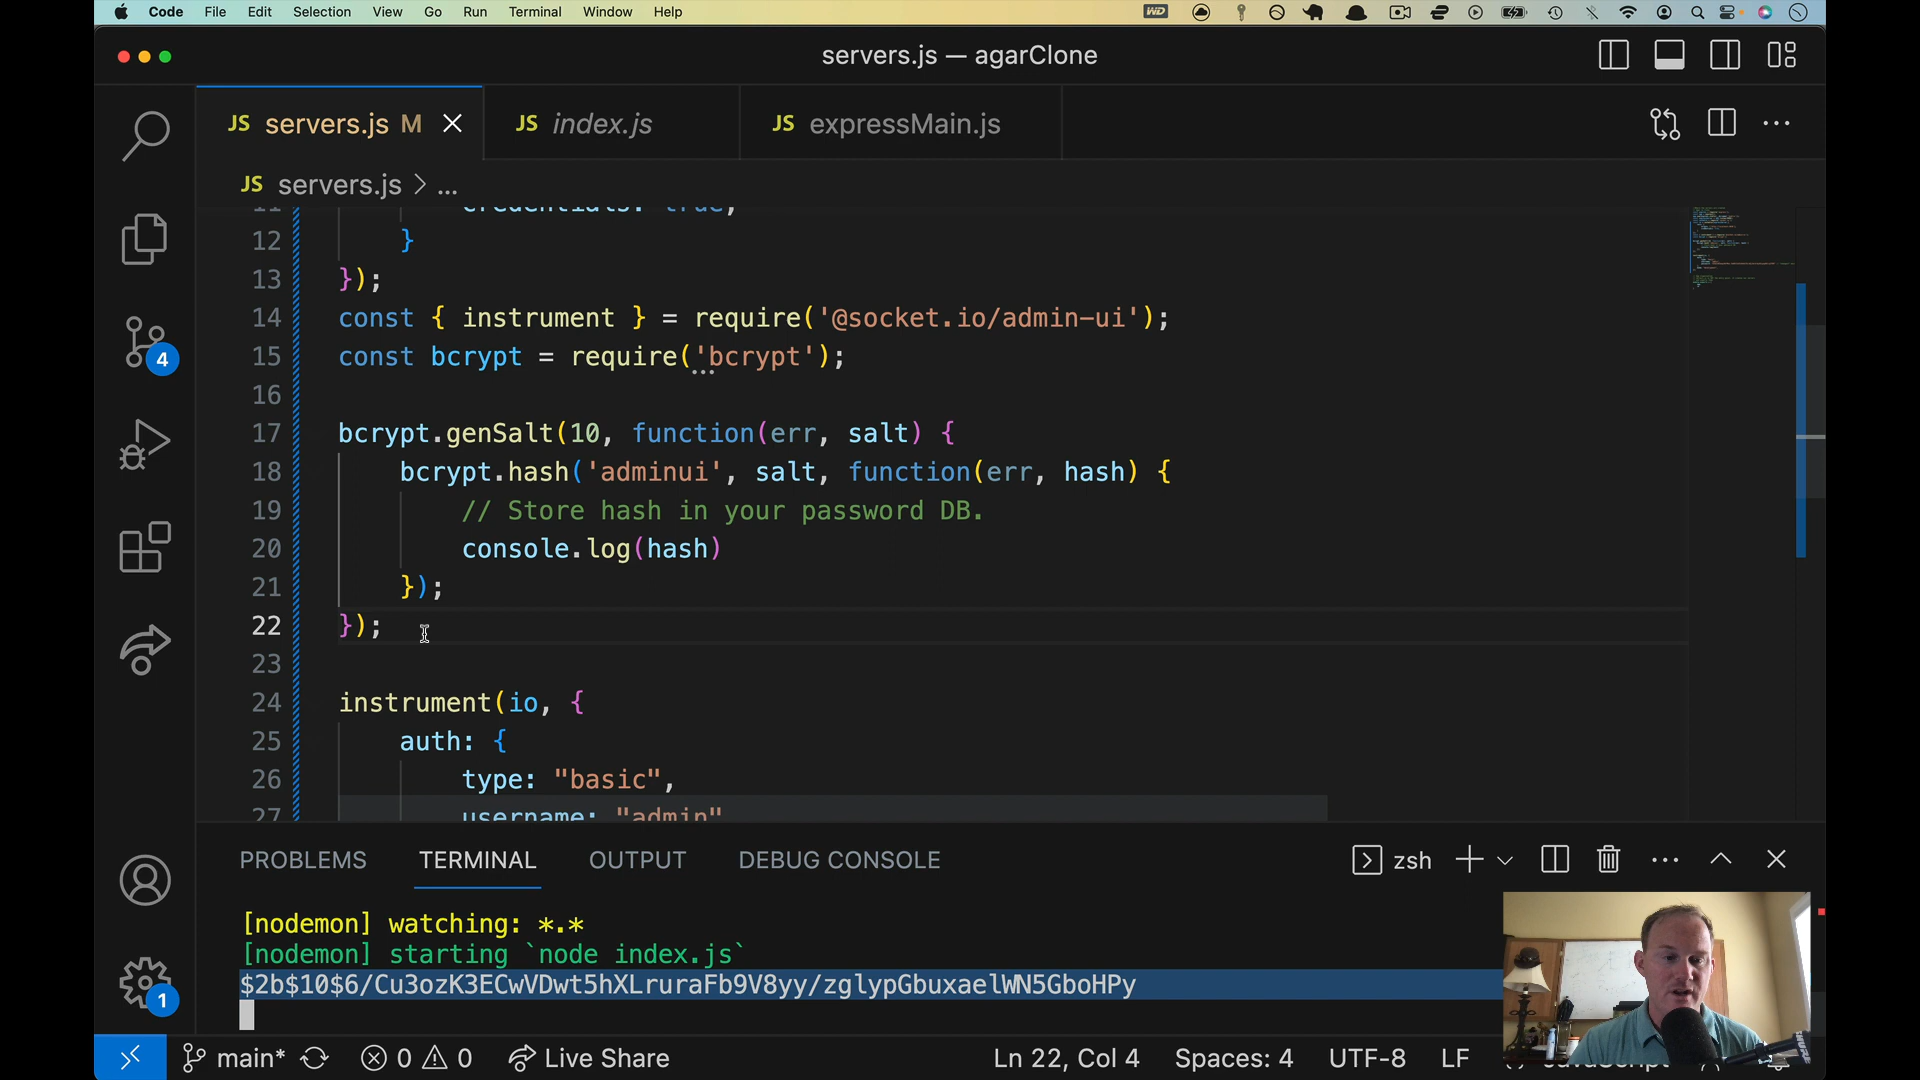 Code File Edit Selection View Go Run Terminal Window Help
servers.js — agarClone
JS servers.js M
JS index.js
JS expressMain.js
JS servers.js > ...
11 credentials: true,
12 }
13 });
14 const { instrument } = require('@socket.io/admin-ui');
15 const bcrypt = require('bcrypt');
16
17 bcrypt.genSalt(10, function(err, salt) {
18 bcrypt.hash('adminui', salt, function(err, hash) {
19 // Store hash in your password DB.
20 console.log(hash)
21 });
22 });
23
24 instrument(io, {
25 auth: {
26 type: "basic",
27 username: "admin"
4
1
PROBLEMS TERMINAL OUTPUT DEBUG CONSOLE
zsh
[nodemon] watching: *.*
[nodemon] starting `node index.js`
$2b$10$6/Cu3ozK3ECwVDwt5hXLruraFb9V8yy/zglypGbuxaelWN5GboHPy
main* 0 0 Live Share
Ln 22, Col 4 Spaces: 4 UTF-8 LF JavaScript